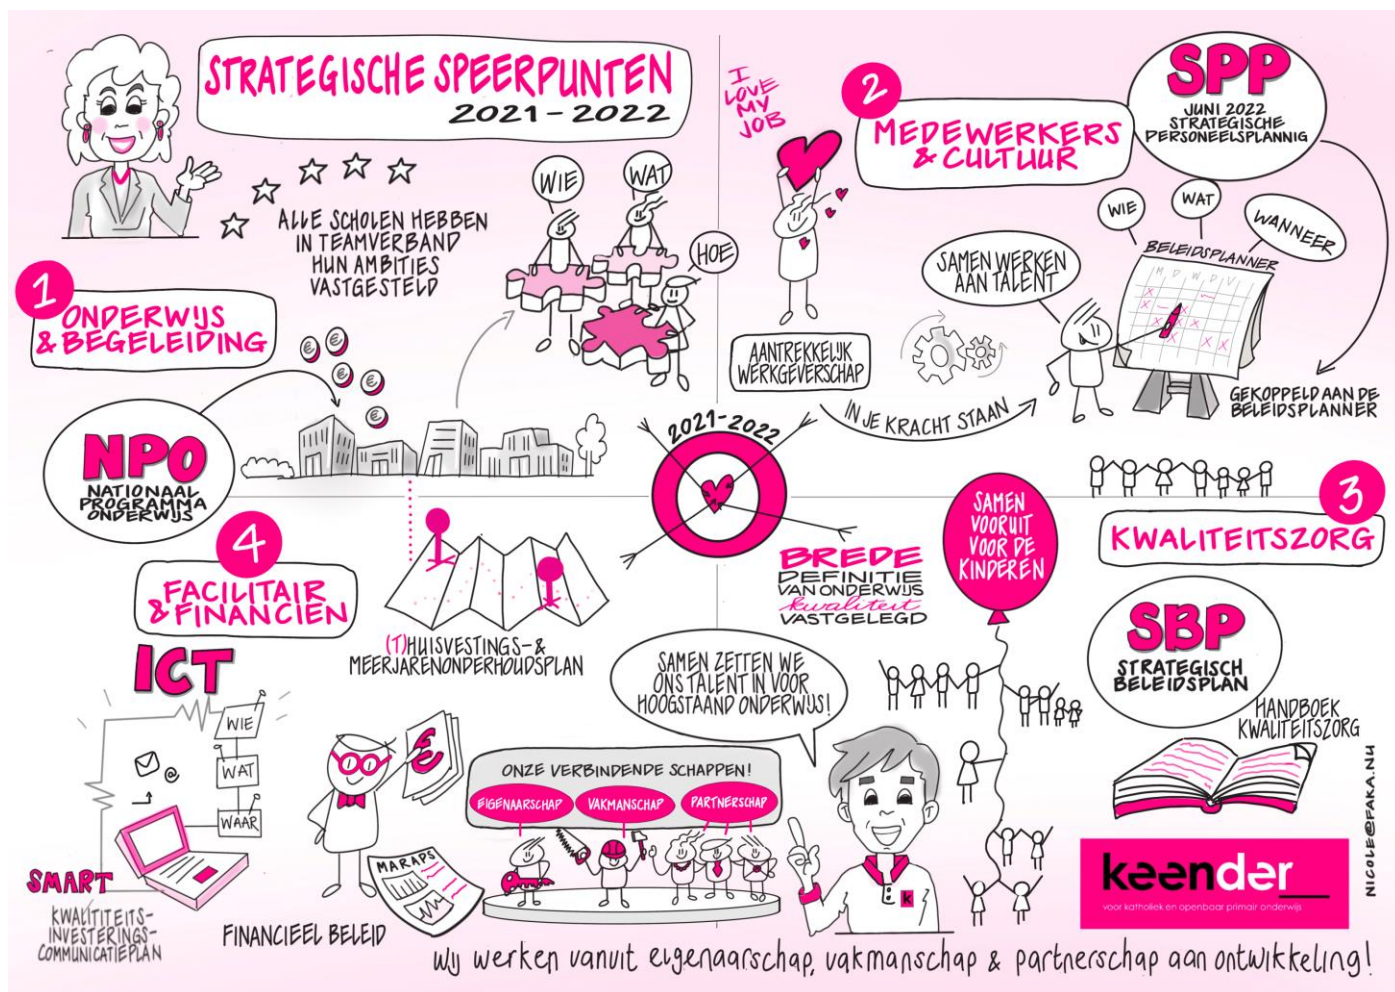 STRATEGISCHE SPEERPUNTEN
2021-2022
ALLE SCHOLEN HEBBEN
IN TEAMVERBAND
HUN AMBITIES
VASTGESTELD
WIE
WAT
HOE
1
ONDERWIJS
& BEGELEIDING
NPO
NATIONAAL
PROGRAMMA
ONDERWIJS
€
€
€
€
€
I
LOVE
MY
JOB
2
MEDEWERKERS
& CULTUUR
SPP
JUNI 2022
STRATEGISCHE
PERSONEELSPLANNIG
WIE
WAT
WANNEER
BELEIDSPLANNER
M D W D V
SAMEN WERKEN
AAN TALENT
AANTREKKELIJK
WERKGEVERSCHAP
IN JE KRACHT STAAN
GEKOPPELD AAN DE
BELEIDSPLANNER
2021-2022
3
KWALITEITSZORG
SAMEN
VOORUIT
VOOR DE
KINDEREN
BREDE
DEFINITIE
VAN ONDERWIJS
kwaliteit
VASTGELEGD
SBP
STRATEGISCH
BELEIDSPLAN
HANDBOEK
KWALITEITSZORG
4
FACILITAIR
& FINANCIEN
(T)HUISVESTINGS-&
MEERJARENONDERHOUDSPLAN
ICT
WIE
WAT
WAAR
@
SMART
KWALITITEITS-
INVESTERINGS-
COMMUNICATIEPLAN
€
MARAPS
FINANCIEEL BELEID
SAMEN ZETTEN WE
ONS TALENT IN VOOR
HOOGSTAAND ONDERWIJS!
ONZE VERBINDENDE SCHAPPEN!
EIGENAARSCHAP
VAKMANSCHAP
PARTNERSCHAP
k
keender_
voor katholiek en openbaar primair onderwijs
NICOLE@FAKA.NU
Wij werken vanuit eigenaarschap, vakmanschap & partnerschap aan ontwikkeling!